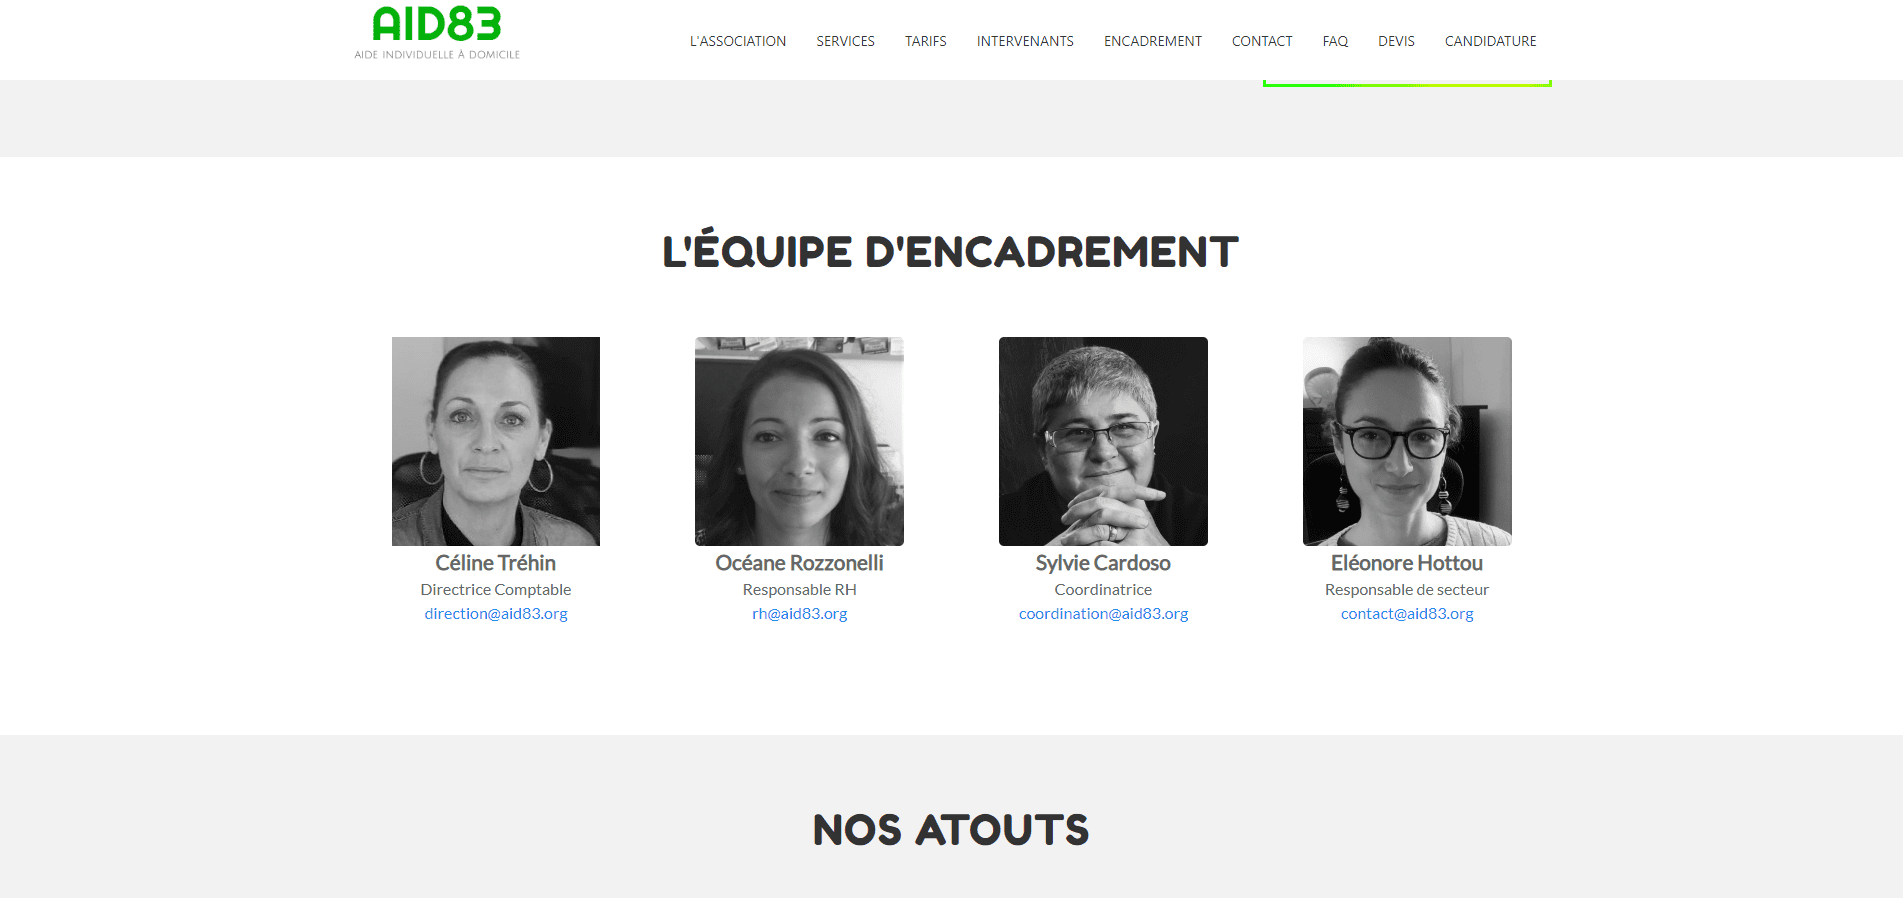 AID83
AIDE INDIVIDUELLE À DOMICILE
L'ASSOCIATION SERVICES TARIFS INTERVENANTS ENCADREMENT CONTACT FAQ DEVIS CANDIDATURE
L'ÉQUIPE D'ENCADREMENT
Céline Tréhin
Directrice Comptable
direction@aid83.org
Océane Rozzonelli
Responsable RH
rh@aid83.org
Sylvie Cardoso
Coordinatrice
coordination@aid83.org
Eléonore Hottou
Responsable de secteur
contact@aid83.org
NOS ATOUTS